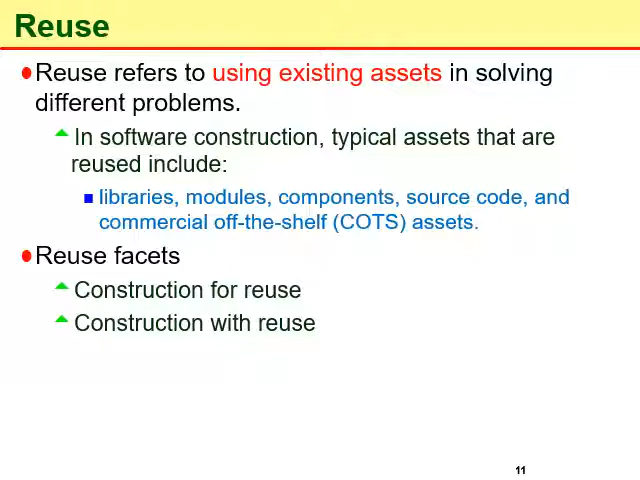 Reuse
Reuse refers to using existing assets in solving
different problems.
In software construction, typical assets that are
reused include:
libraries, modules, components, source code, and
commercial off-the-shelf (COTS) assets.
Reuse facets
Construction for reuse
Construction with reuse
11